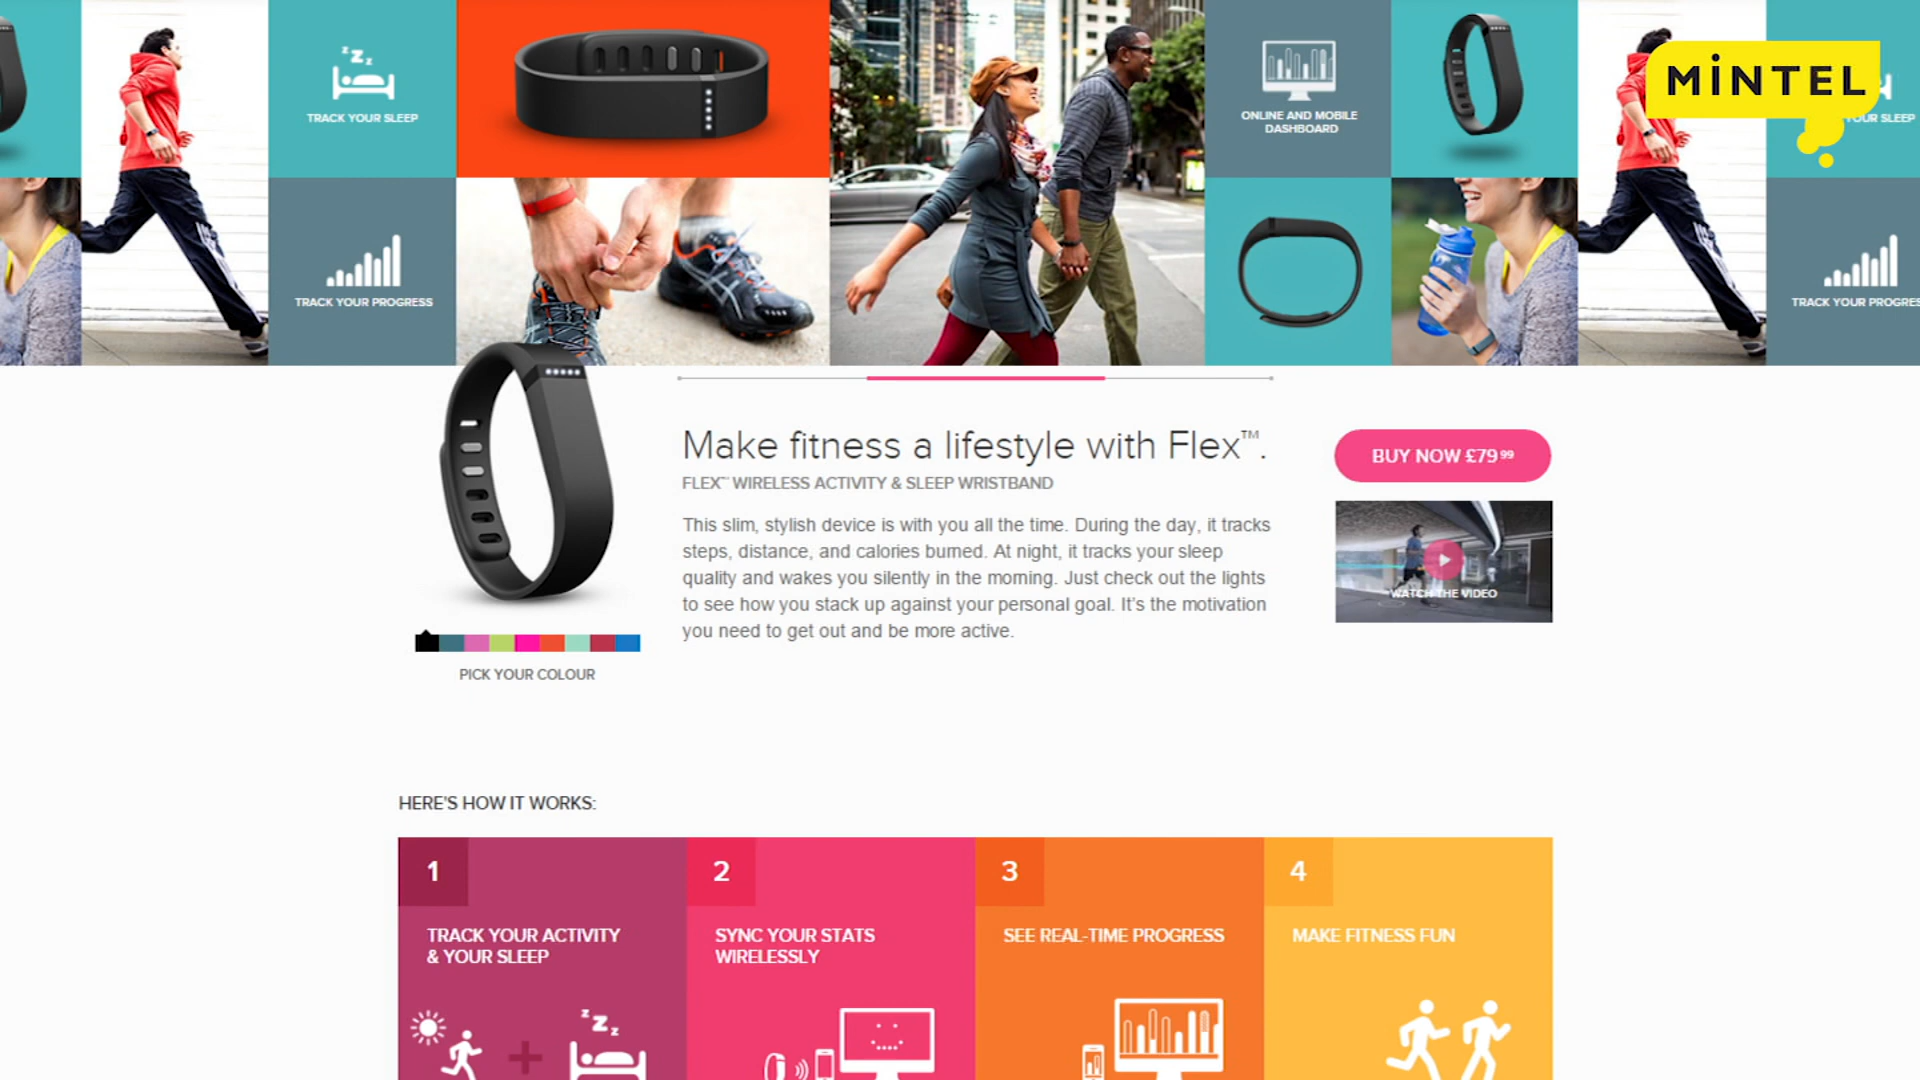 TRACK YOUR SLEEP
ONLINE AND MOBILE
DASHBOARD
MiNTEL
OUR SLEEP
TRACK YOUR PROGRESS
TRACK YOUR PROGRES
Make fitness a lifestyle with Flex™.
FLEX™ WIRELESS ACTIVITY & SLEEP WRISTBAND
This slim, stylish device is with you all the time. During the day, it tracks
steps, distance, and calories burned. At night, it tracks your sleep
quality and wakes you silently in the morning. Just check out the lights
to see how you stack up against your personal goal. It's the motivation
you need to get out and be more active.
BUY NOW £79 99
WATCH THE VIDEO
PICK YOUR COLOUR
HERE'S HOW IT WORKS:
1
TRACK YOUR ACTIVITY
& YOUR SLEEP
z z z
2
SYNC YOUR STATS
WIRELESSLY
3
SEE REAL-TIME PROGRESS
4
MAKE FITNESS FUN